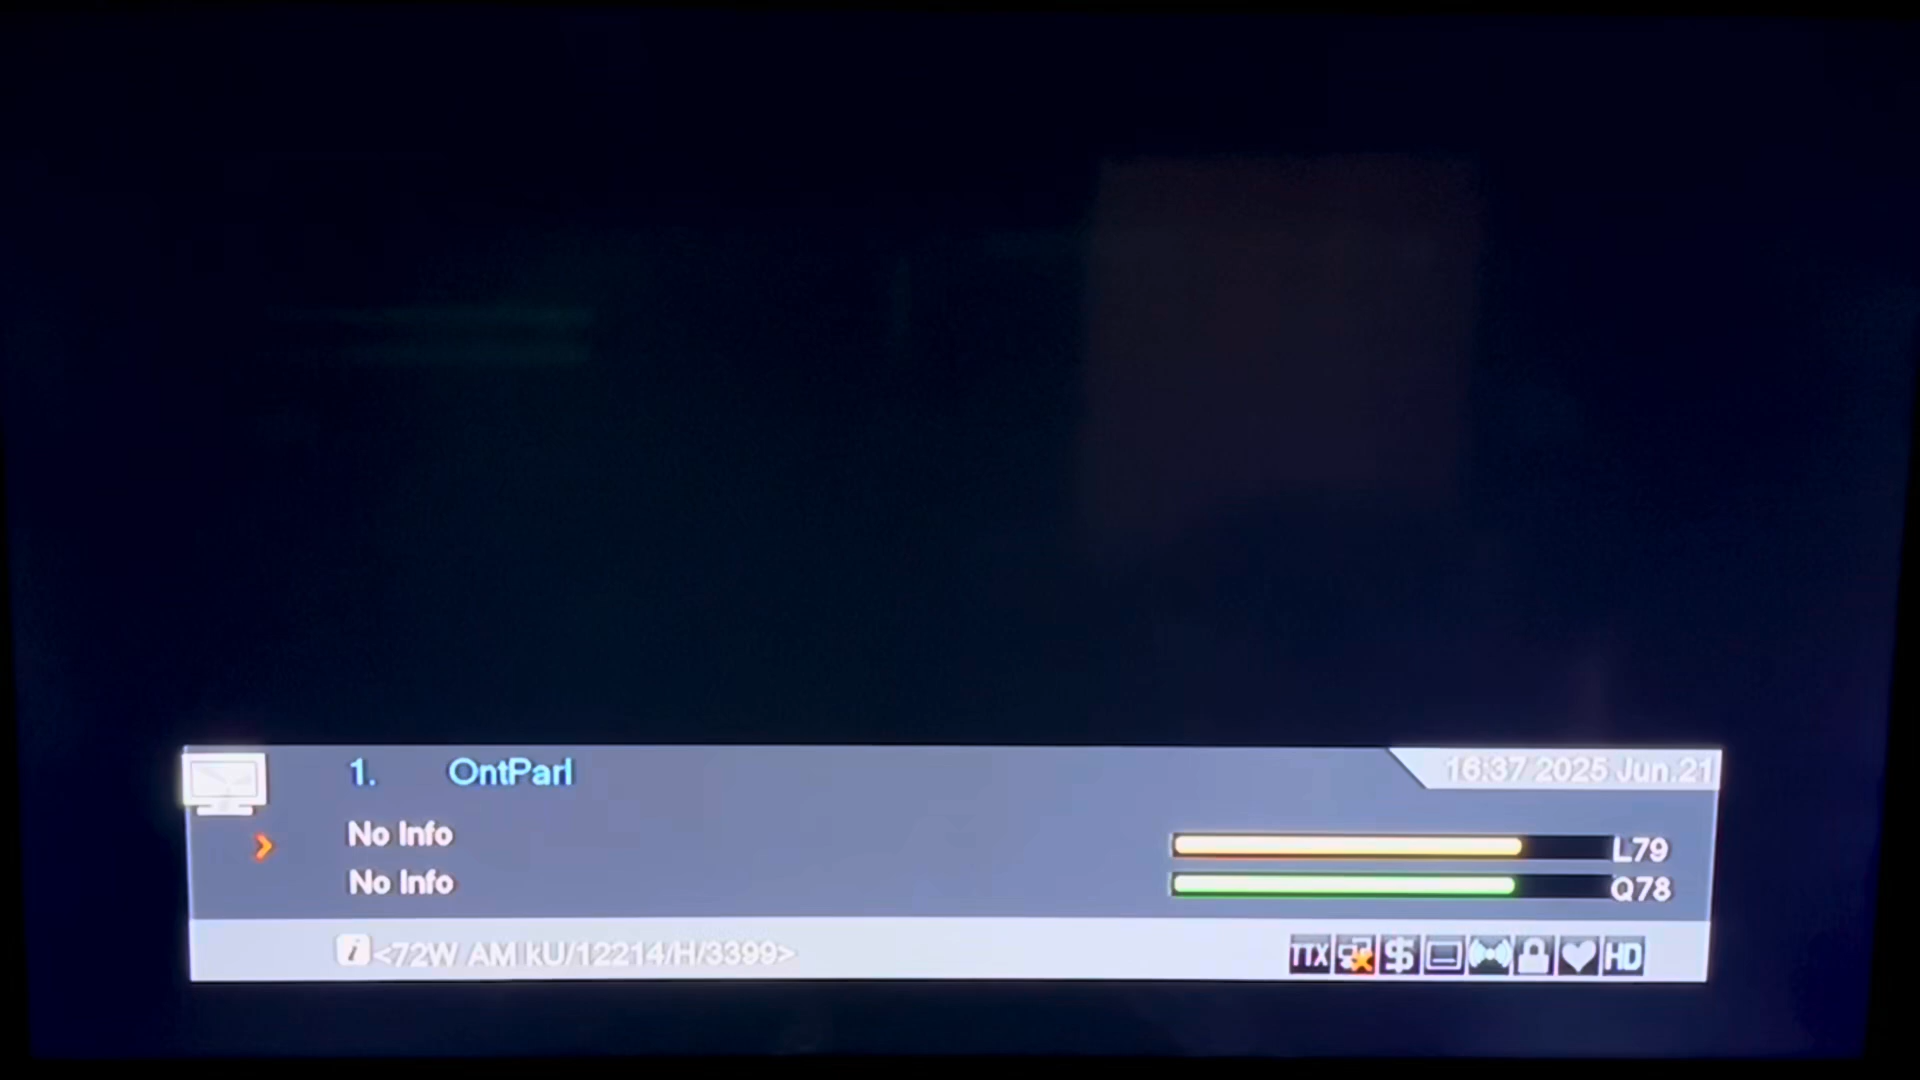 1. OntParl
16:37 2025 Jun.21
No Info
L79
No Info
Q78
i <72W AM kU/12214/H/3399>
TTX $ HD